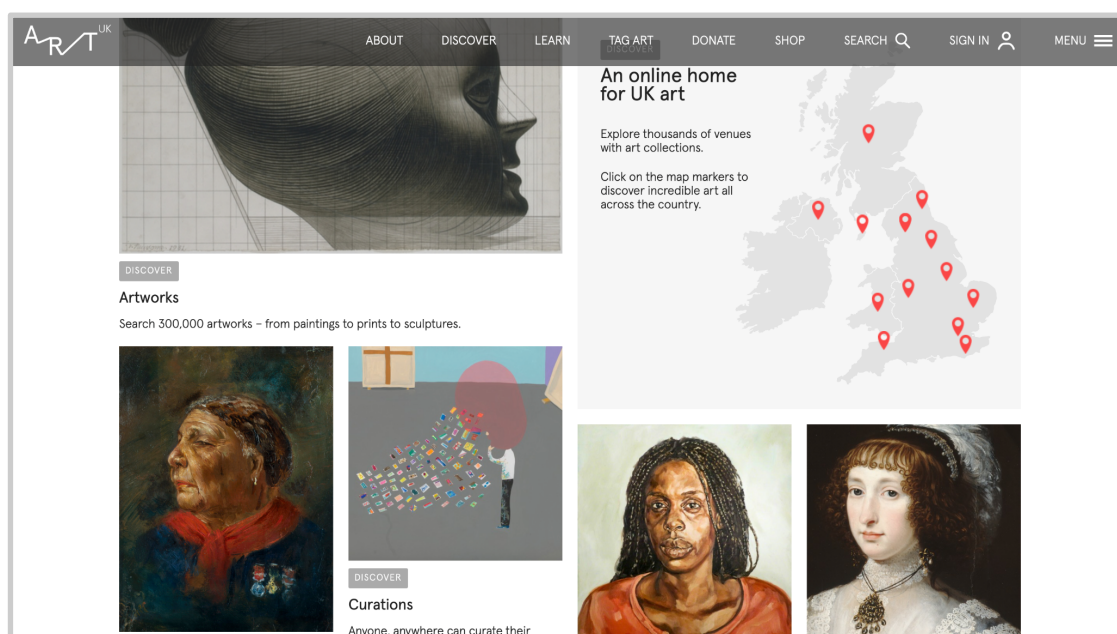 ART UK
ABOUT
DISCOVER
LEARN
TAG ART
DONATE
SHOP
SEARCH
SIGN IN
MENU
DISCOVER
Artworks
Search 300,000 artworks – from paintings to prints to sculptures.
DISCOVER
Curations
Anyone, anywhere can curate their
DISCOVER
An online home
for UK art
Explore thousands of venues
with art collections.
Click on the map markers to
discover incredible art all
across the country.